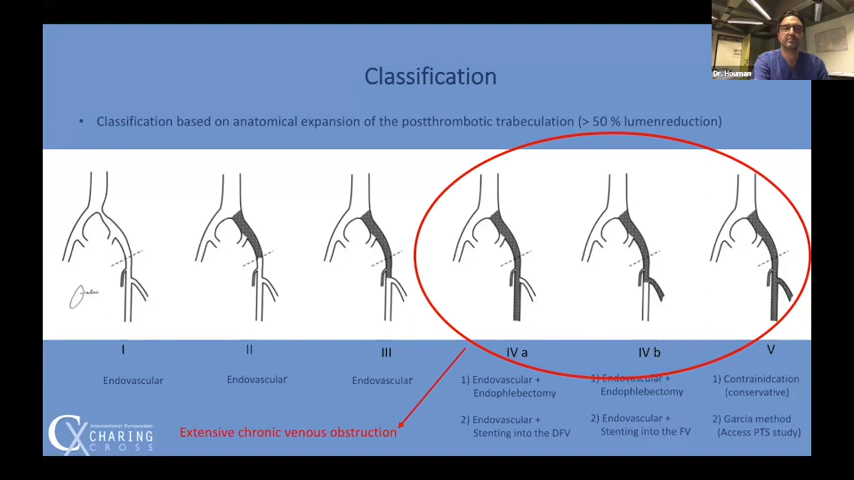 Dr. Houman
Classification
• Classification based on anatomical expansion of the postthrombotic trabeculation (> 50 % lumenreduction)
I
II
III
IV a
IV b
V
Endovascular
Endovascular
Endovascular
1) Endovascular +
Endophlebectomy
2) Endovascular +
Stenting into the DFV
1) Endovascular +
Endophlebectomy
2) Endovascular +
Stenting into the FV
1) Contrainidcation
(conservative)
2) Garcia method
(Access PTS study)
Extensive chronic venous obstruction
International Symposium
CX CHARING
CROSS